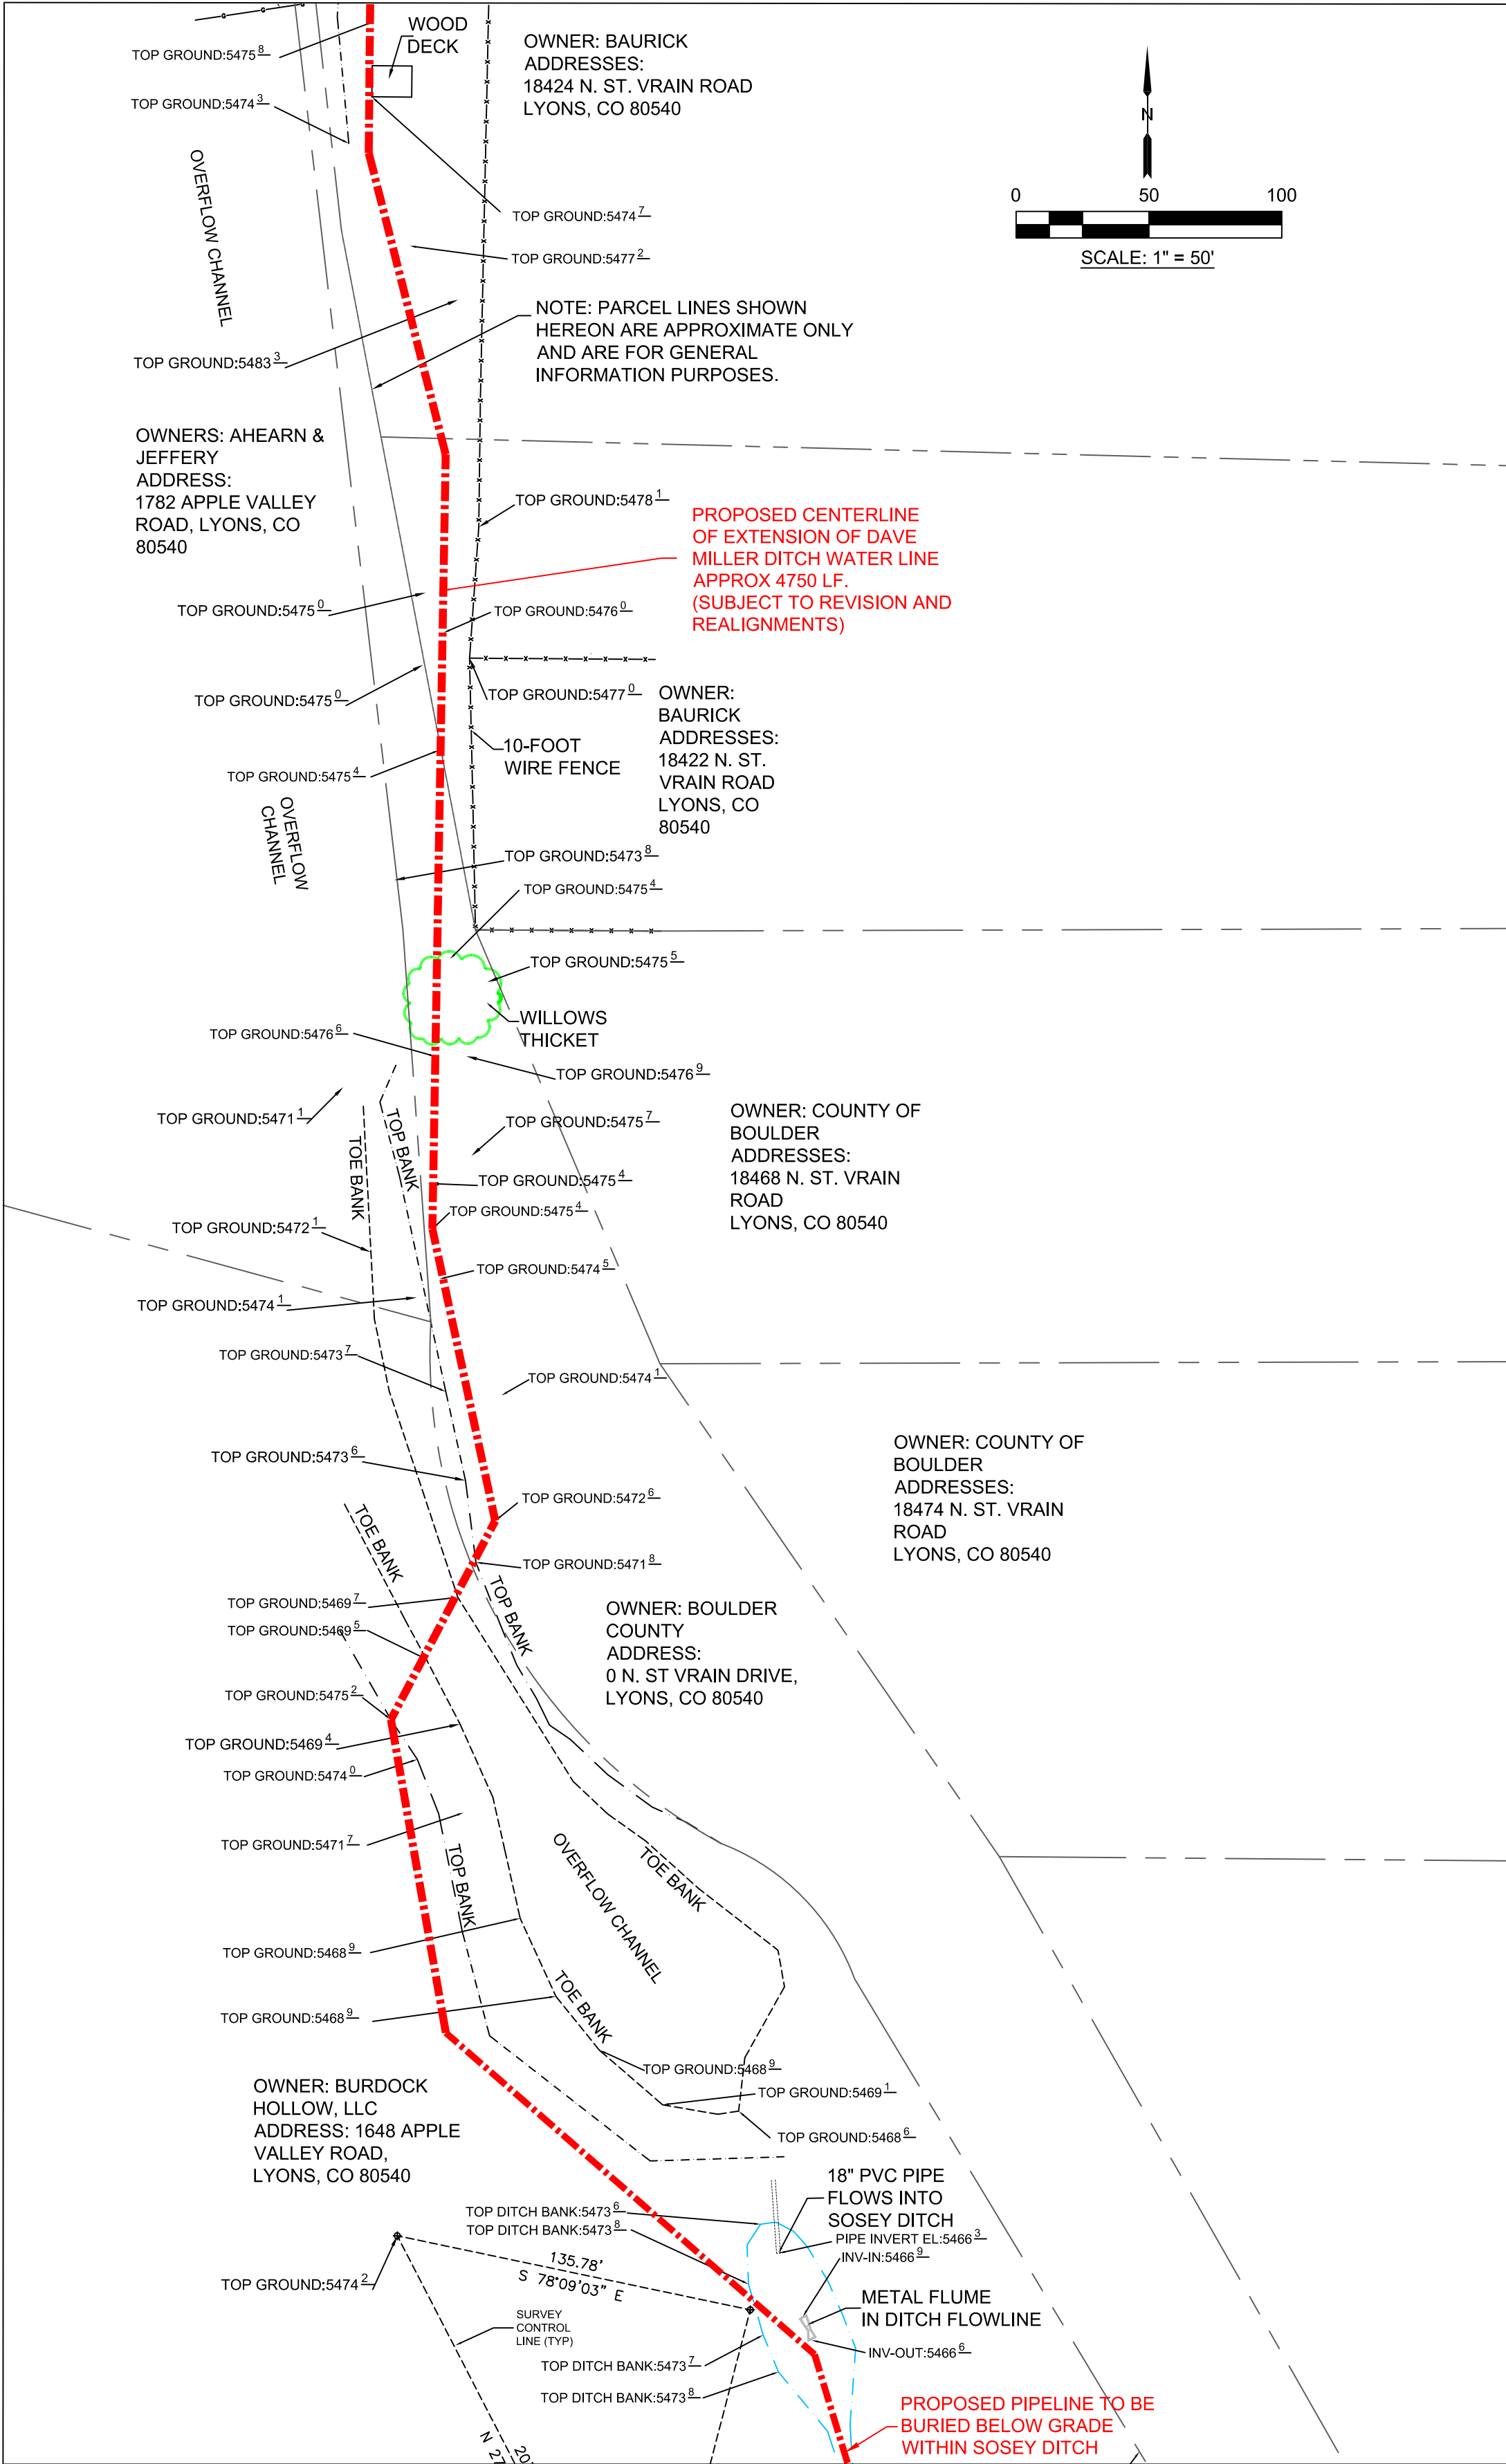 WOOD
DECK
OWNER: BAURICK
ADDRESSES:
18424 N. ST. VRAIN ROAD
LYONS, CO 80540
TOP GROUND:5475 8
TOP GROUND:5474 3
OVERFLOW CHANNEL
N
0 50 100
SCALE: 1" = 50'
TOP GROUND:5474 7
TOP GROUND:5477 2
NOTE: PARCEL LINES SHOWN
HEREON ARE APPROXIMATE ONLY
AND ARE FOR GENERAL
INFORMATION PURPOSES.
TOP GROUND:5483 3
OWNERS: AHEARN &
JEFFERY
ADDRESS:
1782 APPLE VALLEY
ROAD, LYONS, CO
80540
TOP GROUND:5478 1
PROPOSED CENTERLINE
OF EXTENSION OF DAVE
MILLER DITCH WATER LINE
APPROX 4750 LF.
(SUBJECT TO REVISION AND
REALIGNMENTS)
TOP GROUND:5475 0
TOP GROUND:5476 0
TOP GROUND:5475 0
TOP GROUND:5477 0
OWNER:
BAURICK
ADDRESSES:
18422 N. ST.
VRAIN ROAD
LYONS, CO
80540
10-FOOT
WIRE FENCE
TOP GROUND:5475 4
OVERFLOW
CHANNEL
TOP GROUND:5473 8
TOP GROUND:5475 4
TOP GROUND:5475 5
WILLOWS
THICKET
TOP GROUND:5476 6
TOP GROUND:5476 9
TOP GROUND:5471 1
TOP BANK
TOE BANK
TOP GROUND:5475 7
OWNER: COUNTY OF
BOULDER
ADDRESSES:
18468 N. ST. VRAIN
ROAD
LYONS, CO 80540
TOP GROUND:5475 4
TOP GROUND:5475 4
TOP GROUND:5472 1
TOP GROUND:5474 5
TOP GROUND:5474 1
TOP GROUND:5473 7
TOP GROUND:5474 1
TOP GROUND:5473 6
OWNER: COUNTY OF
BOULDER
ADDRESSES:
18474 N. ST. VRAIN
ROAD
LYONS, CO 80540
TOP GROUND:5472 6
TOE BANK
TOP GROUND:5471 8
TOP BANK
TOP GROUND:5469 7
TOP GROUND:5469 5
OWNER: BOULDER
COUNTY
ADDRESS:
0 N. ST VRAIN DRIVE,
LYONS, CO 80540
TOP GROUND:5475 2
TOP GROUND:5469 4
TOP GROUND:5474 0
TOP GROUND:5471 7
TOP BANK
OVERFLOW CHANNEL
TOE BANK
TOP GROUND:5468 9
TOE BANK
TOP GROUND:5468 9
TOP GROUND:5468 9
TOP GROUND:5469 1
TOP GROUND:5468 6
OWNER: BURDOCK
HOLLOW, LLC
ADDRESS: 1648 APPLE
VALLEY ROAD,
LYONS, CO 80540
18" PVC PIPE
FLOWS INTO
SOSEY DITCH
PIPE INVERT EL:5466 3
INV-IN:5466 9
TOP DITCH BANK:5473 6
TOP DITCH BANK:5473 8
135.78'
S 78°09'03" E
TOP GROUND:5474 2
METAL FLUME
IN DITCH FLOWLINE
SURVEY
CONTROL
LINE (TYP)
INV-OUT:5466 6
TOP DITCH BANK:5473 7
TOP DITCH BANK:5473 8
PROPOSED PIPELINE TO BE
BURIED BELOW GRADE
WITHIN SOSEY DITCH
N 27